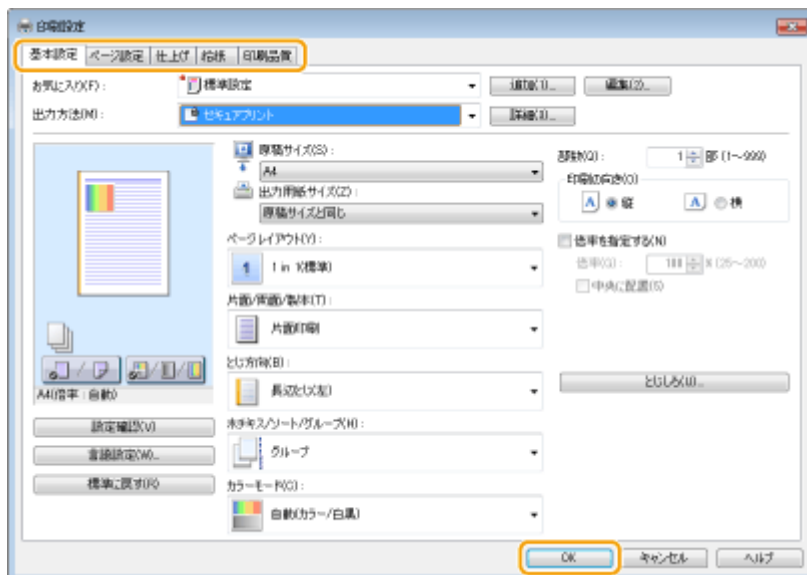 印刷設定
基本設定 ページ設定 仕上げ 給紙 印刷品質
お気に入り(F): 標準設定 追加(1)... 編集(2)...
出力方法(M): セキュアプリント 詳細(3)...
原稿サイズ(S):
A4
出力用紙サイズ(Z):
原稿サイズと同じ
ページレイアウト(Y):
1 1 in 1(標準)
片面/両面/製本(T):
片面印刷
とじ方向(B):
長辺とじ(左)
ホチキス/ソート/グループ(H):
グループ
カラーモード(C):
自動(カラー/白黒)
部数(Q): 1 部 (1~999)
印刷の向き(O)
A 縦 A 横
倍率を指定する(N)
倍率(G): 100 % (25~200)
中央に配置(5)
とじしろ(U)...
A4(倍率:自動)
設定確認(V)
言語設定(W)...
標準に戻す(R)
OK キャンセル ヘルプ